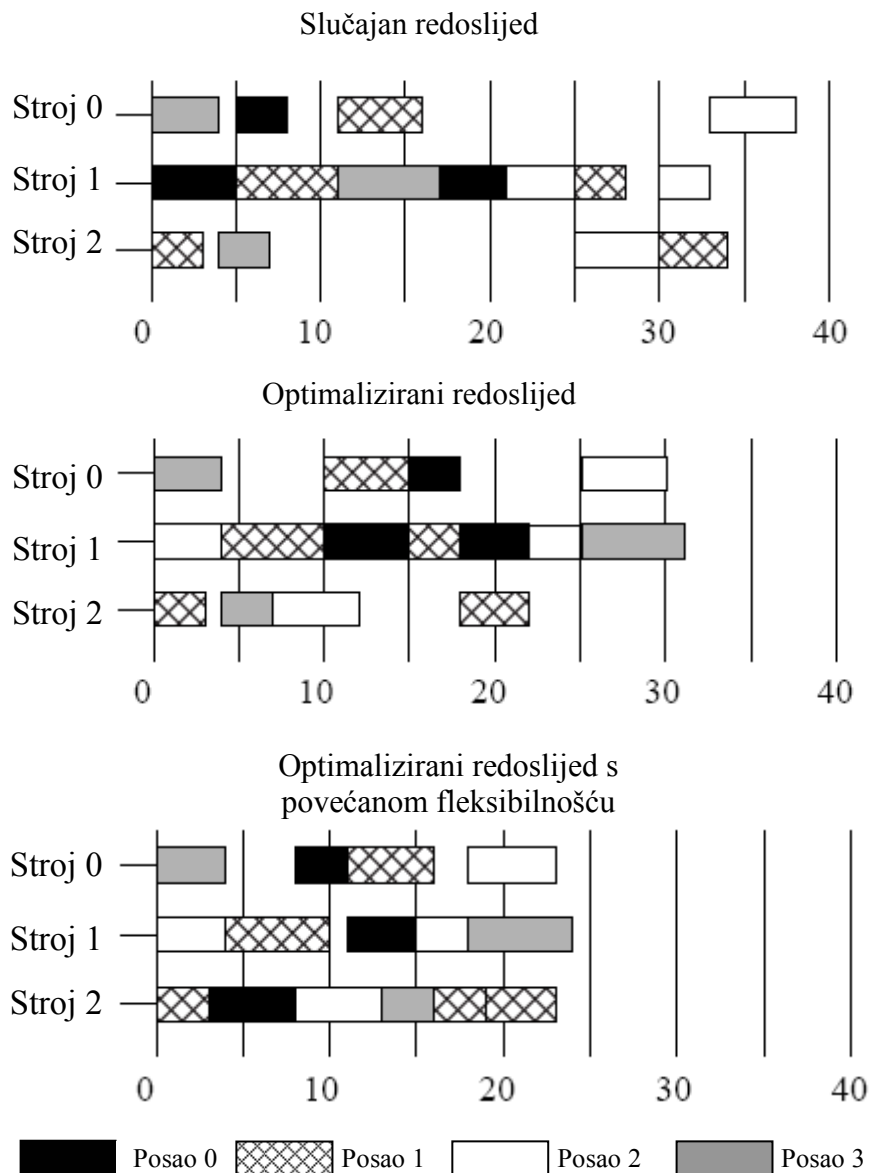 Slučajan redoslijed
Stroj 0
Stroj 1
Stroj 2
0 10 20 30 40
Optimalizirani redoslijed
Stroj 0
Stroj 1
Stroj 2
0 10 20 30 40
Optimalizirani redoslijed s
povećanom fleksibilnošću
Stroj 0
Stroj 1
Stroj 2
0 10 20 30 40
Posao 0 Posao 1 Posao 2 Posao 3